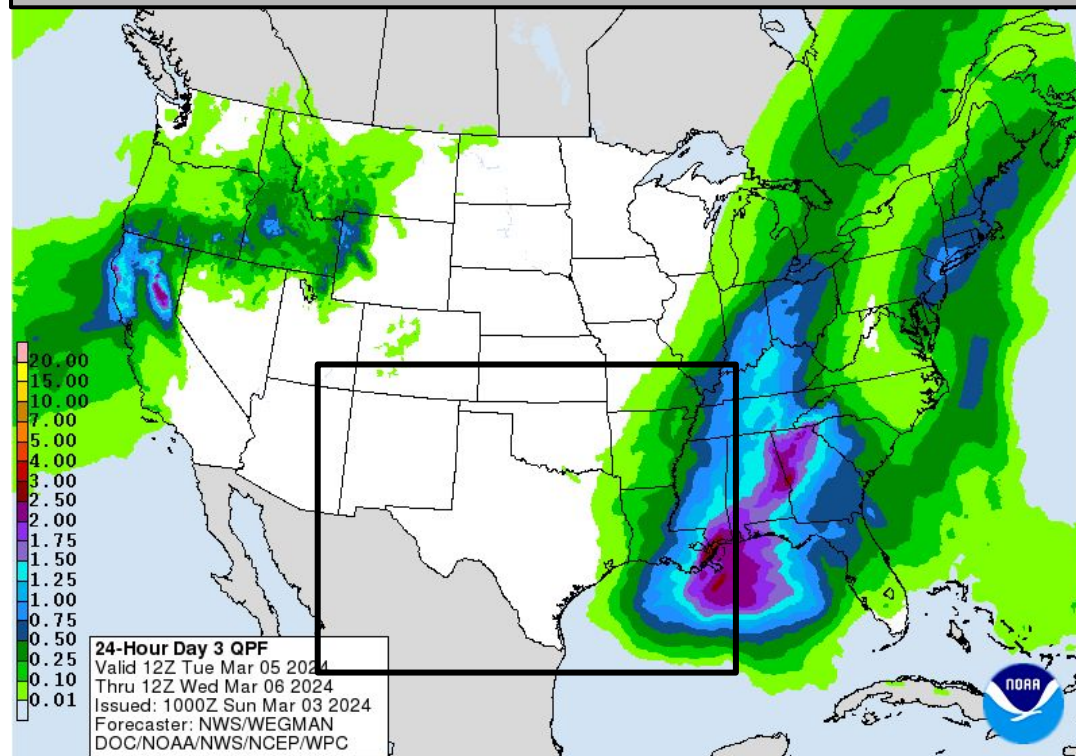 20.00
15.00
10.00
7.00
5.00
4.00
3.00
2.50
2.00
1.75
1.50
1.25
1.00
0.75
0.50
0.25
0.10
0.01
24-Hour Day 3 QPF
Valid 12Z Tue Mar 05 2024
Thru 12Z Wed Mar 06 2024
Issued: 1000Z Sun Mar 03 2024
Forecaster: NWS/WEGMAN
DOC/NOAA/NWS/NCEP/WPC
NOAA